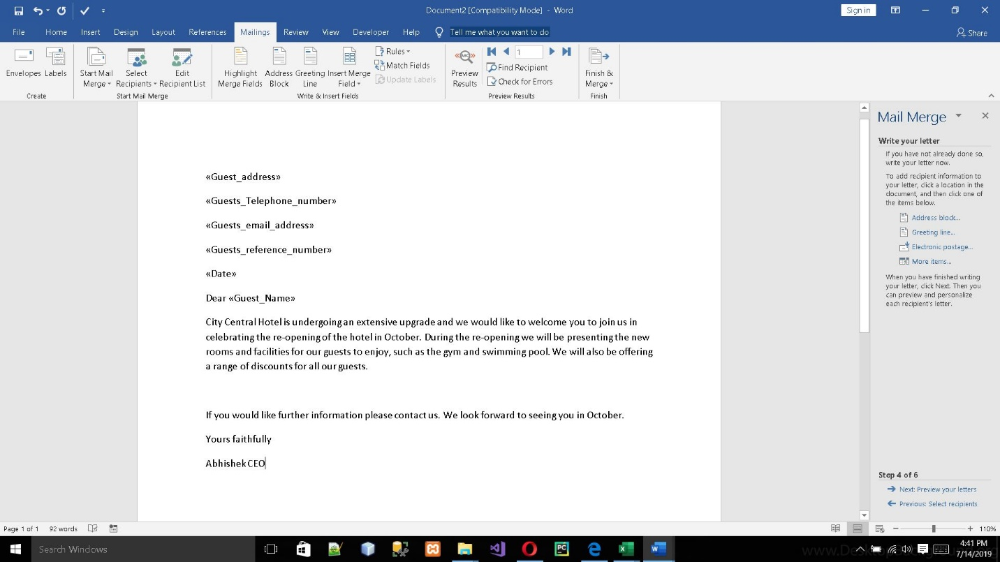 Document2 [Compatibility Mode] - Word
Sign in
File Home Insert Design Layout References Mailings Review View Developer Help Tell me what you want to do
Share
Envelopes Labels
Create
Start Mail Merge
Select Recipients
Edit Recipient List
Start Mail Merge
Highlight Merge Fields
Address Block
Greeting Line
Insert Merge Field
Rules
Match Fields
Update Labels
Write & Insert Fields
ABC
Preview Results
1
Find Recipient
Check for Errors
Preview Results
Finish & Merge
Finish
«Guest_address»
«Guests_Telephone_number»
«Guests_email_address»
«Guests_reference_number»
«Date»
Dear «Guest_Name»
City Central Hotel is undergoing an extensive upgrade and we would like to welcome you to join us in
celebrating the re-opening of the hotel in October. During the re-opening we will be presenting the new
rooms and facilities for our guests to enjoy, such as the gym and swimming pool. We will also be offering
a range of discounts for all our guests.
If you would like further information please contact us. We look forward to seeing you in October.
Yours faithfully
Abhishek CEO
Mail Merge
Write your letter
If you have not already done so,
write your letter now.
To add recipient information to
your letter, click a location in the
document, and then click one of
the items below.
Address block...
Greeting line...
Electronic postage...
More items...
When you have finished writing
your letter, click Next. Then you
can preview and personalize
each recipient's letter.
Step 4 of 6
Next: Preview your letters
Previous: Select recipients
Page 1 of 1 92 words
110%
Search Windows
PC
4:41 PM
7/14/2019